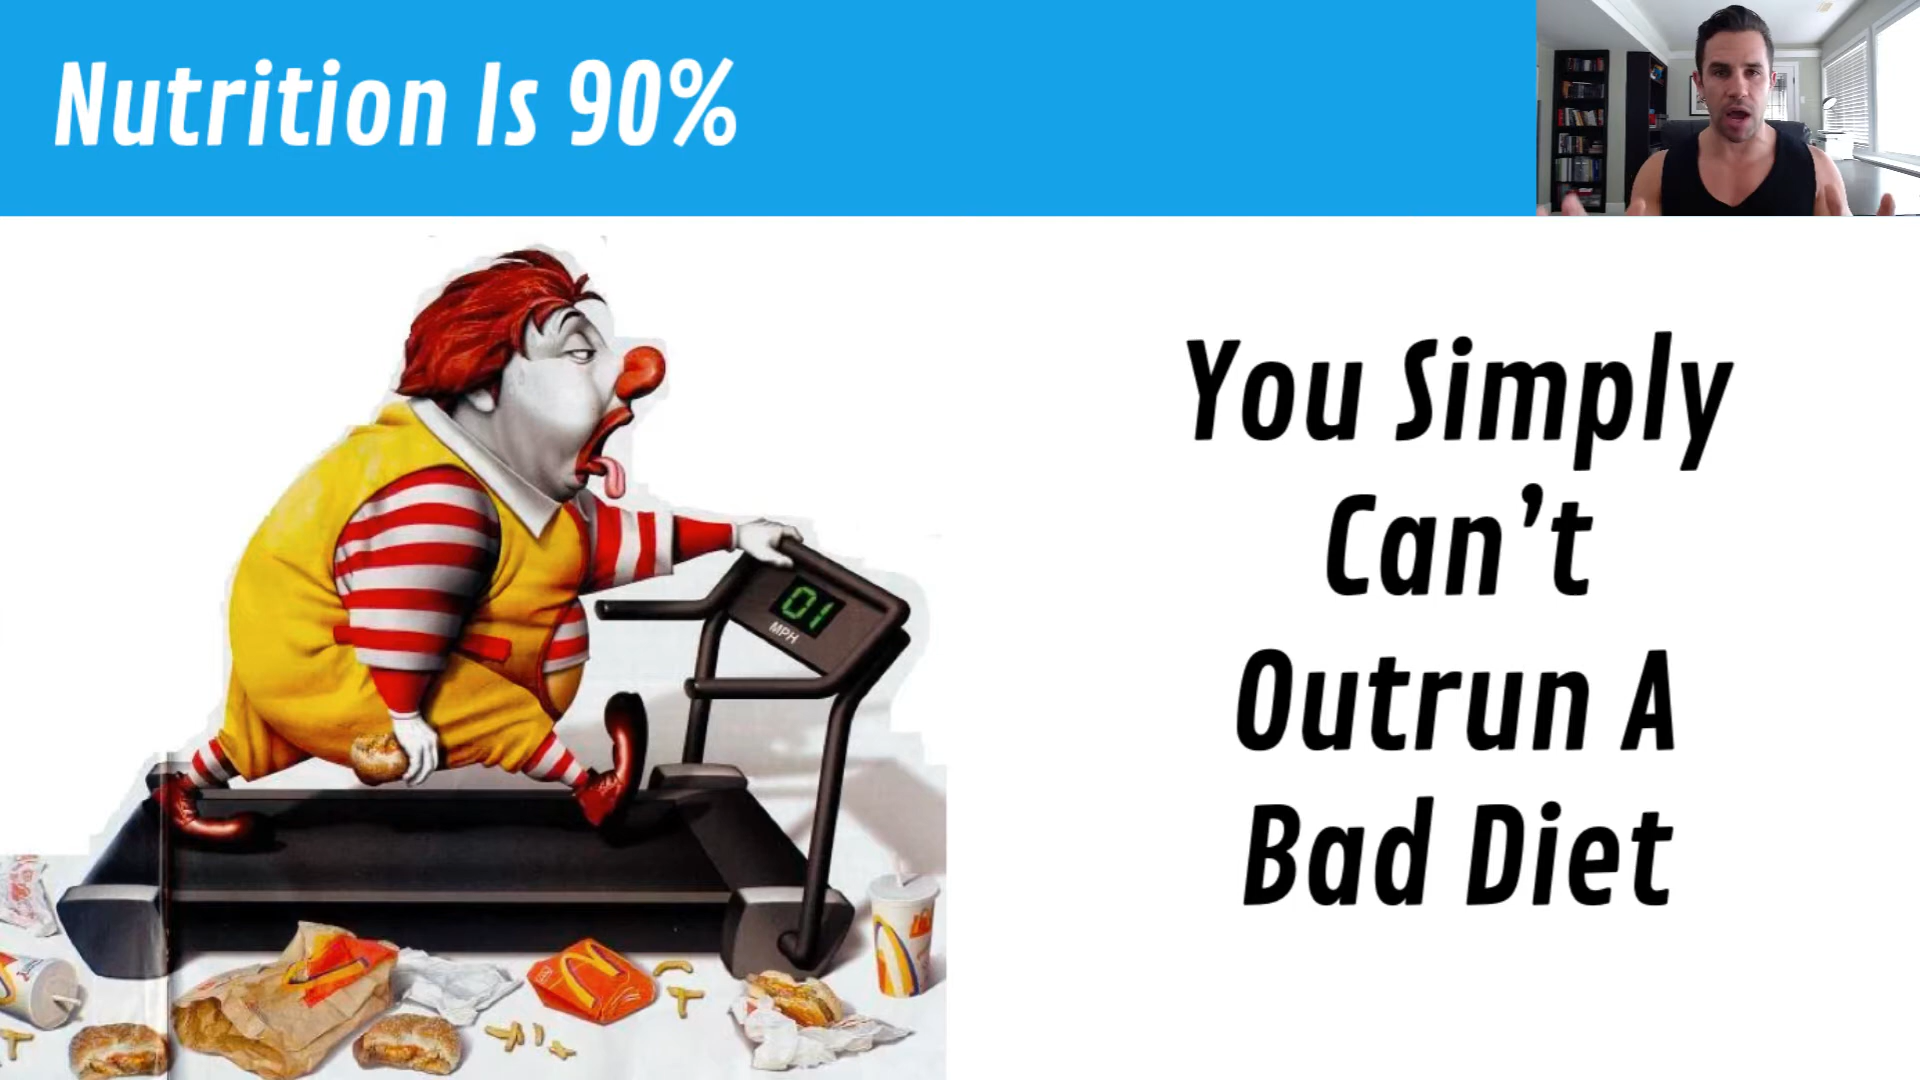 Nutrition Is 90%
You Simply
Can’t
Outrun A
Bad Diet
01
MPH